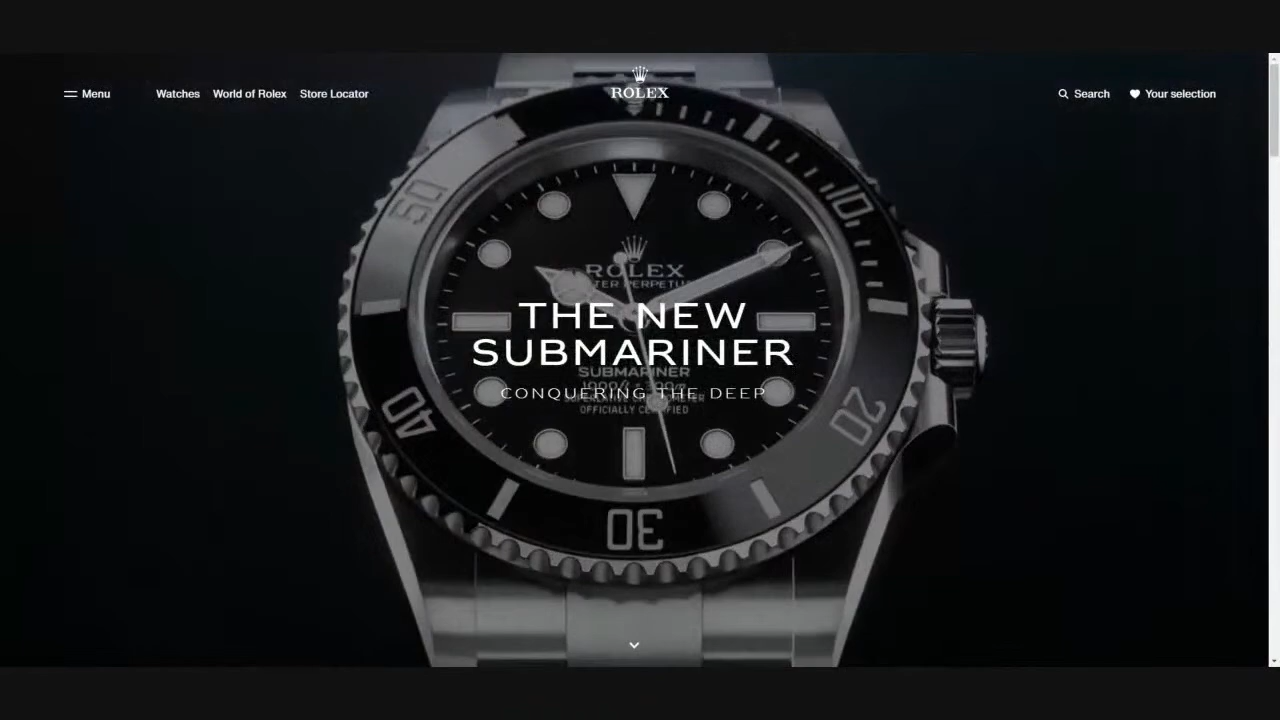 Menu
Watches
World of Rolex
Store Locator
ROLEX
Search
Your selection
10
20
30
40
50
ROLEX
THE NEW
SUBMARINER
SUBMARINER
CONQUERING THE DEEP
OFFICIALLY CERTIFIED